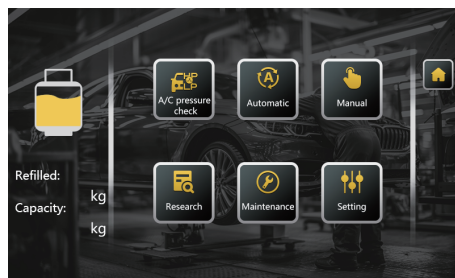 HP
LP
A/C pressure
check
Automatic
Manual
Refilled:
kg
Capacity:
kg
Research
Maintenance
Setting
A